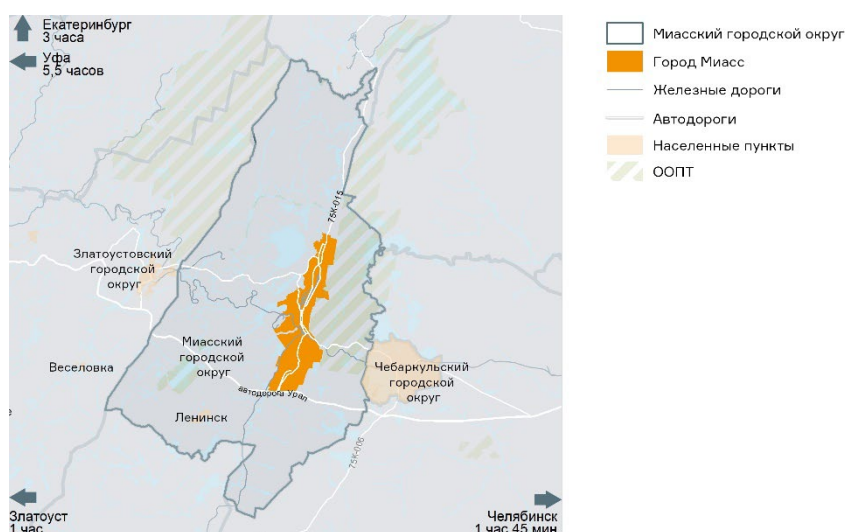 Екатеринбург
3 часа
Уфа
5,5 часов
75К-015
Златоустовский
городской
округ
Миасский
городской
округ
Веселовка
Чебаркульский
городской
округ
автодорога Урал
Ленинск
75К-006
Златоуст
1 час
Челябинск
1 час 45 мин
Миасский городской округ
Город Миасс
Железные дороги
Автодороги
Населенные пункты
ООПТ